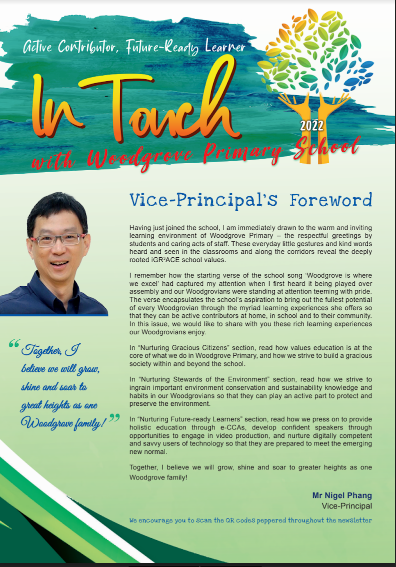 Active Contributor, Future-Ready Learner
In Touch
2022
with Woodgrove Primary School
Vice-Principal's Foreword
Having just joined the school, I am immediately drawn to the warm and inviting
learning environment of Woodgrove Primary – the respectful greetings by
students and caring acts of staff. These everyday little gestures and kind words
heard and seen in the classrooms and along the corridors reveal the deeply
rooted iGR³ACE school values.
I remember how the starting verse of the school song 'Woodgrove is where
we excel' had captured my attention when I first heard it being played over
assembly and our Woodgrovians were standing at attention teeming with pride.
The verse encapsulates the school's aspiration to bring out the fullest potential
of every Woodgrovian through the myriad learning experiences she offers so
that they can be active contributors at home, in school and to their community.
In this issue, we would like to share with you these rich learning experiences
our Woodgrovians enjoy.
In "Nurturing Gracious Citizens" section, read how values education is at the
core of what we do in Woodgrove Primary, and how we strive to build a gracious
society within and beyond the school.
In "Nurturing Stewards of the Environment" section, read how we strive to
ingrain important environment conservation and sustainability knowledge and
habits in our Woodgrovians so that they can play an active part to protect and
preserve the environment.
In "Nurturing Future-ready Learners" section, read how we press on to provide
holistic education through e-CCAs, develop confident speakers through
opportunities to engage in video production, and nurture digitally competent
and savvy users of technology so that they are prepared to meet the emerging
new normal.
Together, I believe we will grow, shine and soar to greater heights as one
Woodgrove family!
"Together, I
believe we will grow,
shine and soar to
great heights as one
Woodgrove family!"
Mr Nigel Phang
Vice-Principal
We encourage you to scan the QR codes peppered throughout the newsletter